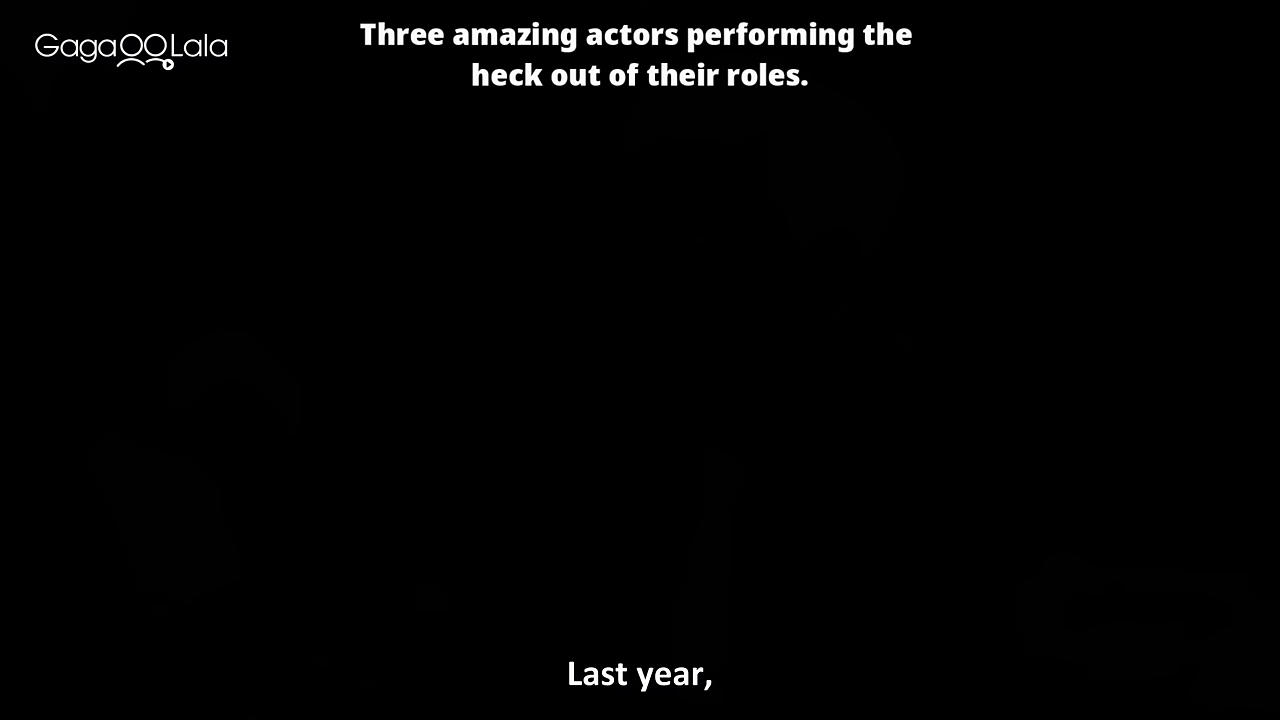 GagaOOLala
Three amazing actors performing the
heck out of their roles.
Last year,